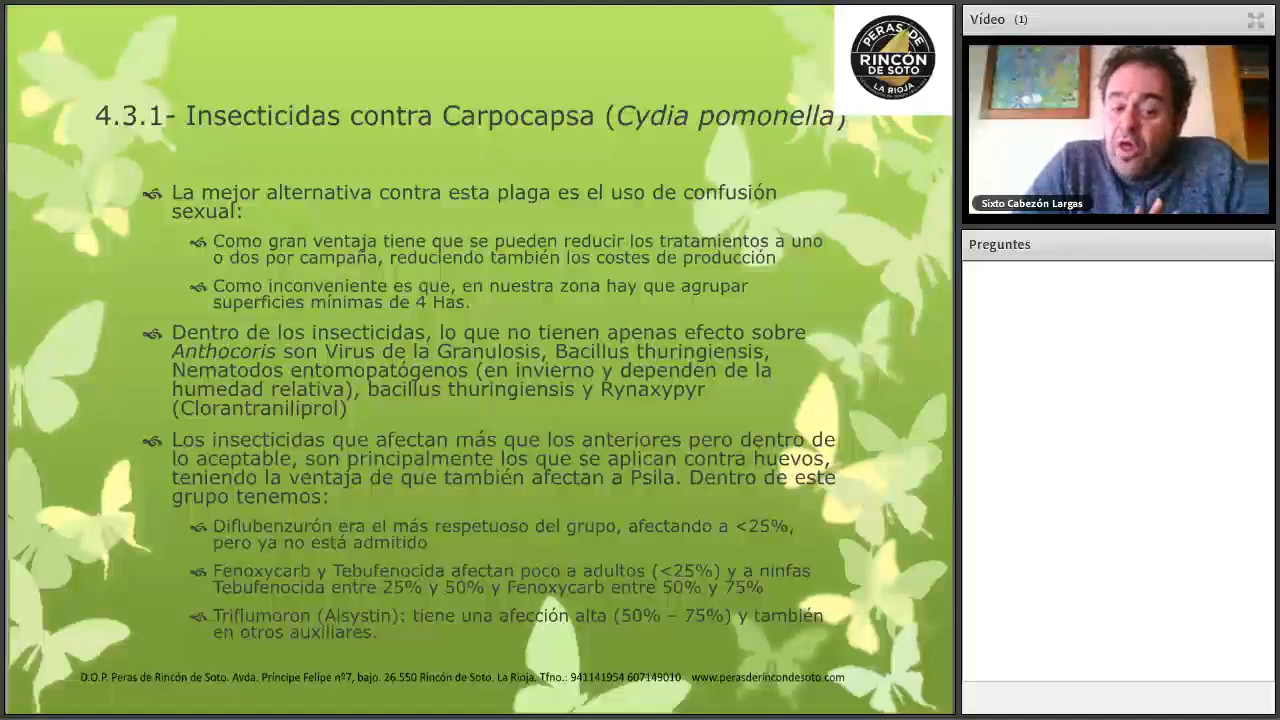 PERAS DE
RINCÓN
DE SOTO
LA RIOJA
4.3.1- Insecticidas contra Carpocapsa (Cydia pomonella)
La mejor alternativa contra esta plaga es el uso de confusión
sexual:
Como gran ventaja tiene que se pueden reducir los tratamientos a uno
o dos por campaña, reduciendo también los costes de producción
Como inconveniente es que, en nuestra zona hay que agrupar
superficies mínimas de 4 Has.
Dentro de los insecticidas, lo que no tienen apenas efecto sobre
Anthocoris son Virus de la Granulosis, Bacillus thuringiensis,
Nematodos entomopatógenos (en invierno y dependen de la
humedad relativa), bacillus thuringiensis y Rynaxypyr
(Clorantraniliprol)
Los insecticidas que afectan más que los anteriores pero dentro de
lo aceptable, son principalmente los que se aplican contra huevos,
teniendo la ventaja de que también afectan a Psila. Dentro de este
grupo tenemos:
Diflubenzurón era el más respetuoso del grupo, afectando a <25%,
pero ya no está admitido
Fenoxycarb y Tebufenocida afectan poco a adultos (<25%) y a ninfas
Tebufenocida entre 25% y 50% y Fenoxycarb entre 50% y 75%
Triflumoron (Alsystin): tiene una afección alta (50% – 75%) y también
en otros auxiliares.
D.O.P. Peras de Rincón de Soto. Avda. Príncipe Felipe nº7, bajo. 26.550 Rincón de Soto. La Rioja. Tfno.: 941141954 607149010 www.perasderincondesoto.com
Vídeo (1)
Sixto Cabezón Largas
Preguntes